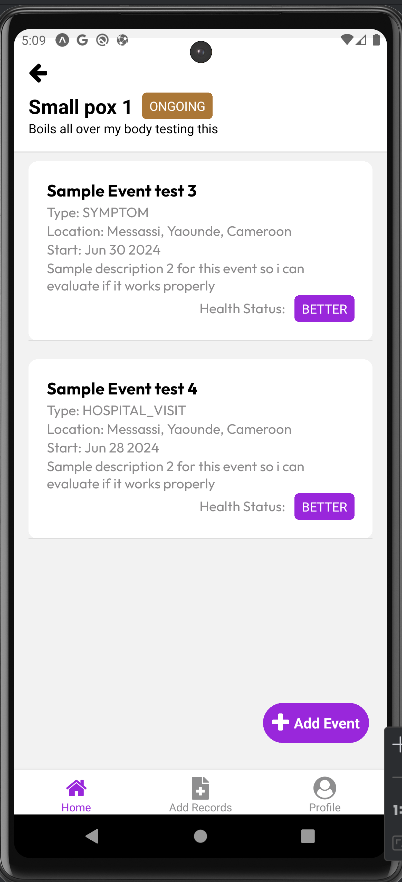 5:09
Small pox 1 ONGOING
Boils all over my body testing this
Sample Event test 3
Type: SYMPTOM
Location: Messassi, Yaounde, Cameroon
Start: Jun 30 2024
Sample description 2 for this event so i can
evaluate if it works properly
Health Status: BETTER
Sample Event test 4
Type: HOSPITAL_VISIT
Location: Messassi, Yaounde, Cameroon
Start: Jun 28 2024
Sample description 2 for this event so i can
evaluate if it works properly
Health Status: BETTER
Add Event
Home Add Records Profile